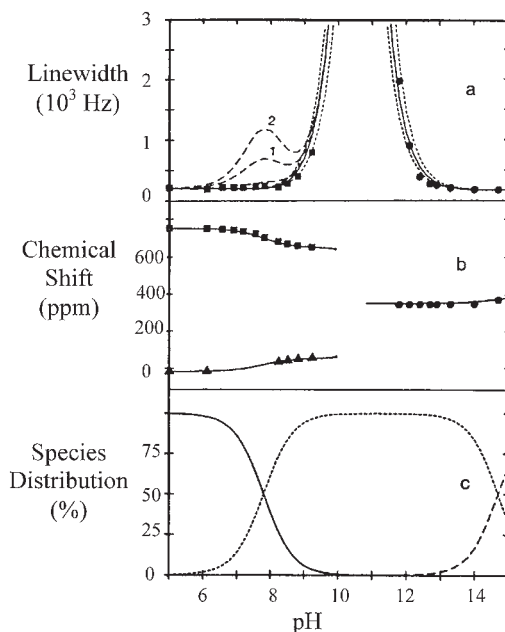 3
Linewidth
(10³ Hz)
2
a
1
2
1
0
Chemical
Shift
(ppm)
600
b
400
200
0
Species
Distribution
(%)
75
50
c
25
0
6 8 10 12 14
pH